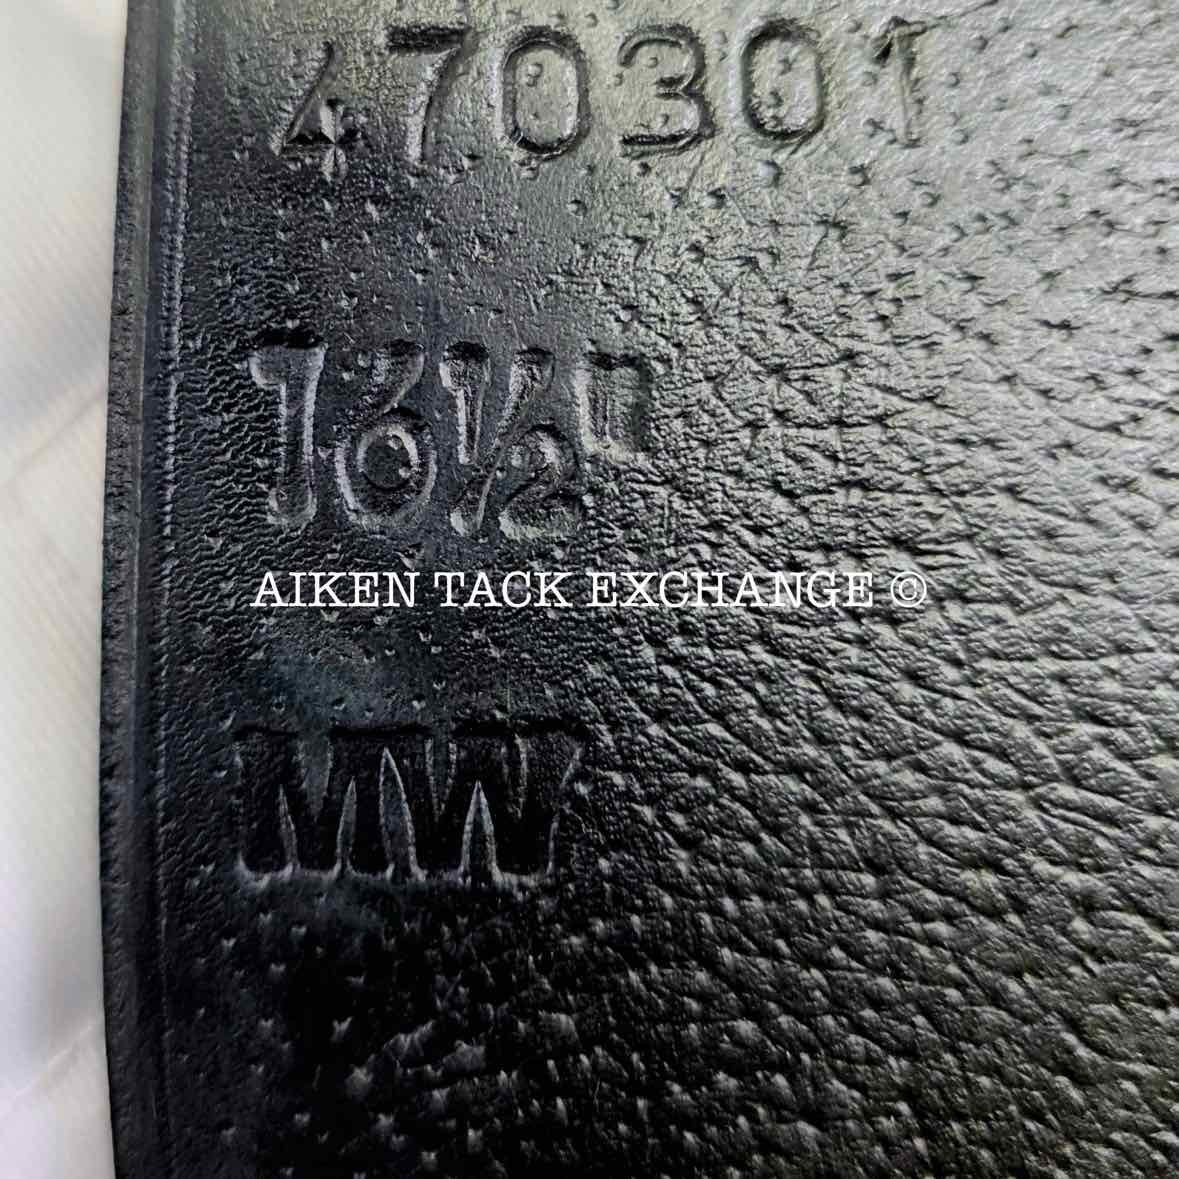 470301
16½"
AIKEN TACK EXCHANGE ©
MW